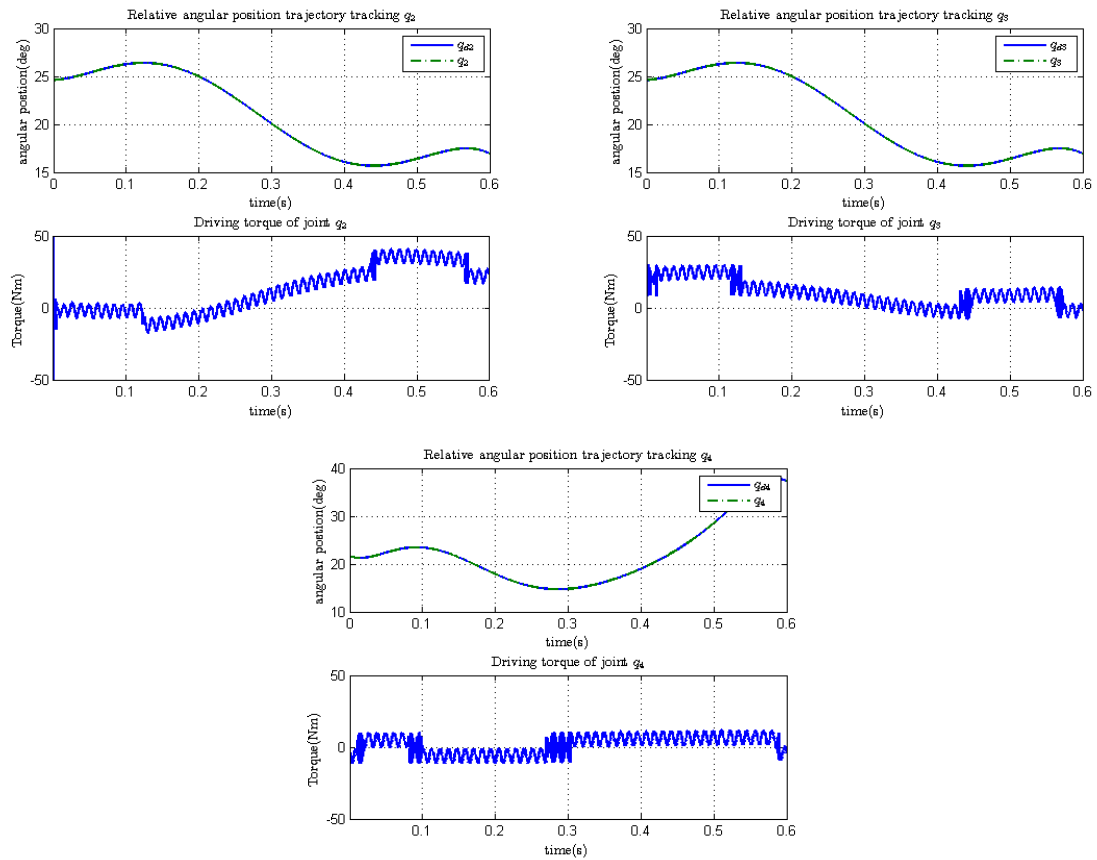 Relative angular position trajectory tracking q2
30
25
20
15
angular postion(deg)
qd2
q2
0 0.1 0.2 0.3 0.4 0.5 0.6
time(s)
Driving torque of joint q2
50
0
-50
Torque(Nm)
0 0.1 0.2 0.3 0.4 0.5 0.6
time(s)
Relative angular position trajectory tracking q3
30
25
20
15
angular postion(deg)
qd3
q3
0 0.1 0.2 0.3 0.4 0.5 0.6
time(s)
Driving torque of joint q3
50
0
-50
Torque(Nm)
0 0.1 0.2 0.3 0.4 0.5 0.6
time(s)
Relative angular position trajectory tracking q4
40
30
20
10
angular postion(deg)
qd4
q4
0 0.1 0.2 0.3 0.4 0.5 0.6
time(s)
Driving torque of joint q4
50
0
-50
Torque(Nm)
0 0.1 0.2 0.3 0.4 0.5 0.6
time(s)